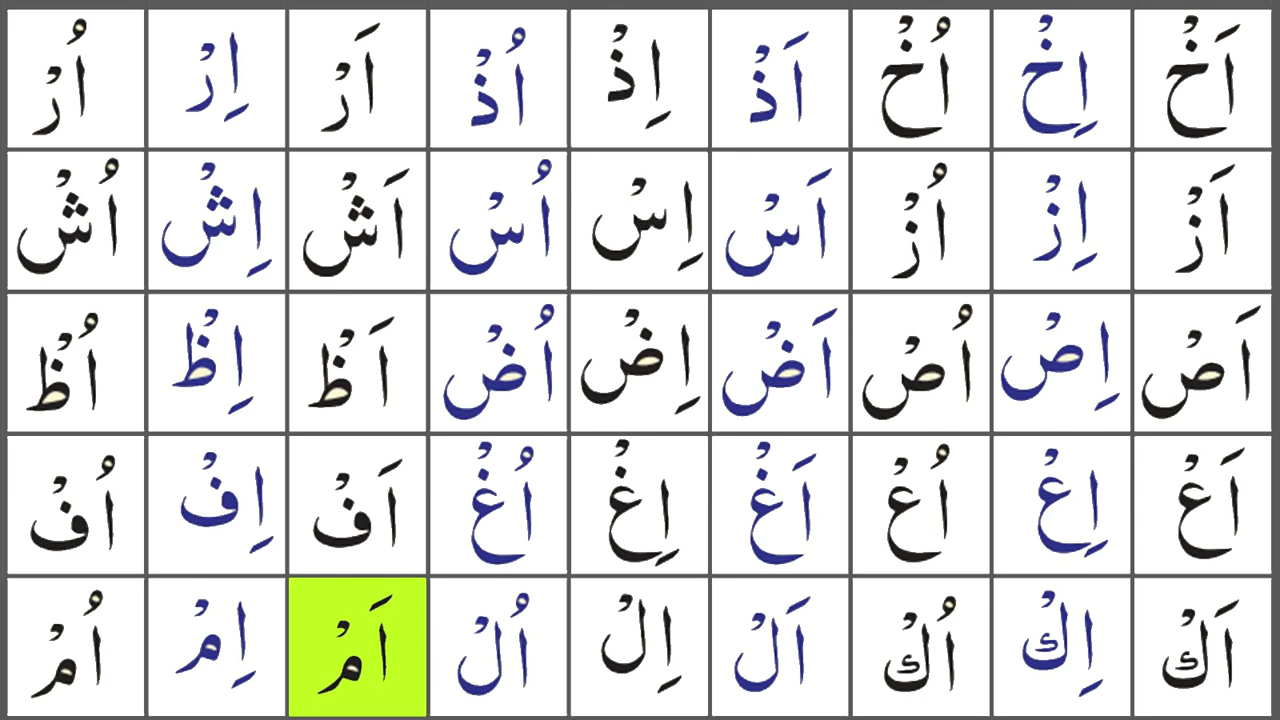 اَخْ اِخْ اُخْ اَذْ اِذْ اُذْ اَرْ اِرْ اُرْ
اَزْ اِزْ اُزْ اَسْ اِسْ اُسْ اَشْ اِشْ اُشْ
اَصْ اِصْ اُصْ اَضْ اِضْ اُضْ اَظْ اِظْ اُظْ
اَعْ اِعْ اُعْ اَغْ اِغْ اُغْ اَفْ اِفْ اُفْ
اَكْ اِكْ اُكْ اَلْ اِلْ اُلْ اَمْ اِمْ اُمْ